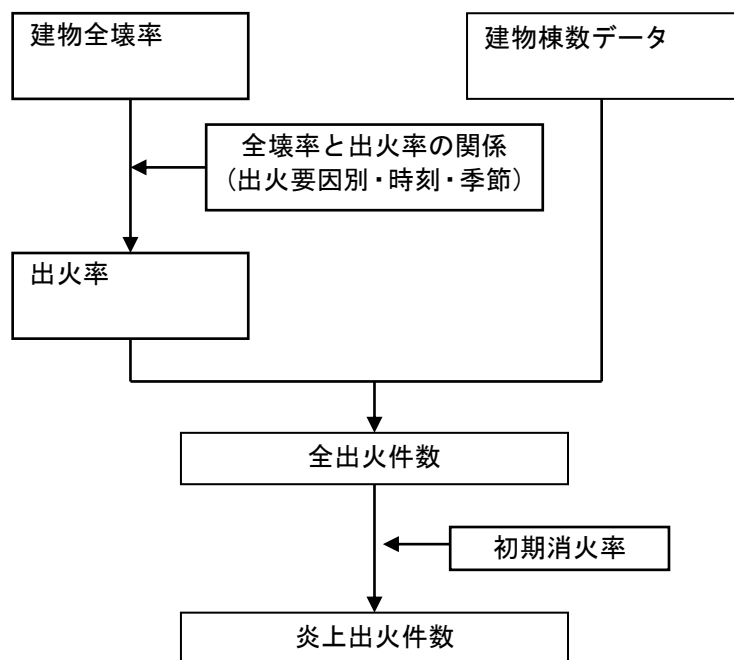 建物全壊率
建物棟数データ
全壊率と出火率の関係
(出火要因別・時刻・季節)
出火率
全出火件数
初期消火率
炎上出火件数